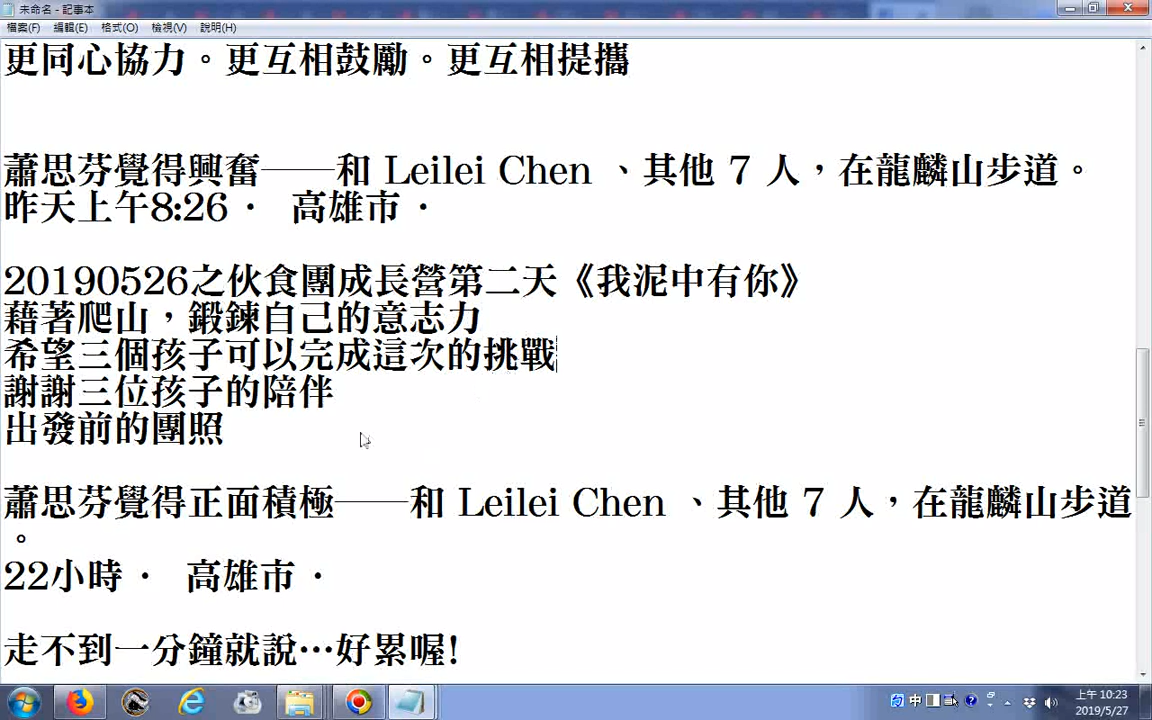 未命名 - 記事本
檔案(F) 編輯(E) 格式(O) 檢視(V) 說明(H)
更同心協力。更互相鼓勵。更互相提攜
蕭思芬覺得興奮——和 Leilei Chen 、其他 7 人，在龍麟山步道。
昨天上午8:26 · 高雄市 ·
20190526之伙食團成長營第二天《我泥中有你》
藉著爬山，鍛鍊自己的意志力
希望三個孩子可以完成這次的挑戰
謝謝三位孩子的陪伴
出發前的團照
蕭思芬覺得正面積極——和 Leilei Chen 、其他 7 人，在龍麟山步道
。
22小時 · 高雄市 ·
走不到一分鐘就說…好累喔!
中
上午 10:23
2019/5/27